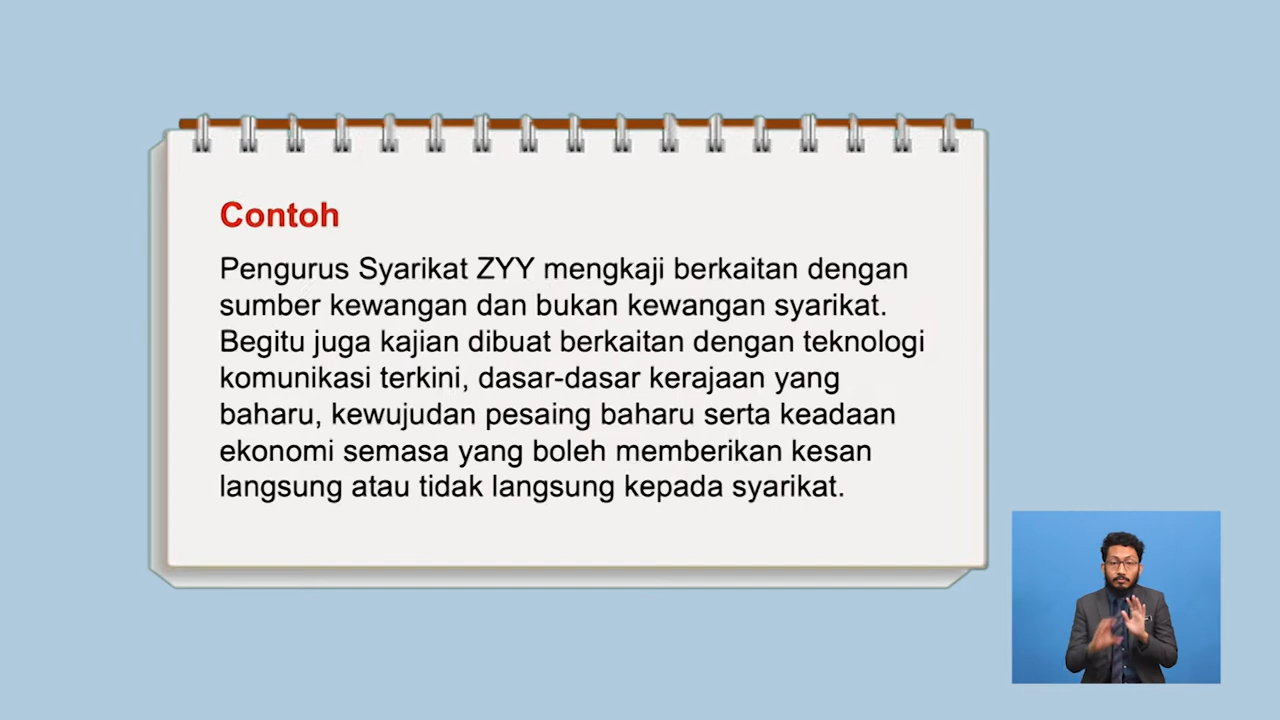 Contoh
Pengurus Syarikat ZYY mengkaji berkaitan dengan
sumber kewangan dan bukan kewangan syarikat.
Begitu juga kajian dibuat berkaitan dengan teknologi
komunikasi terkini, dasar-dasar kerajaan yang
baharu, kewujudan pesaing baharu serta keadaan
ekonomi semasa yang boleh memberikan kesan
langsung atau tidak langsung kepada syarikat.